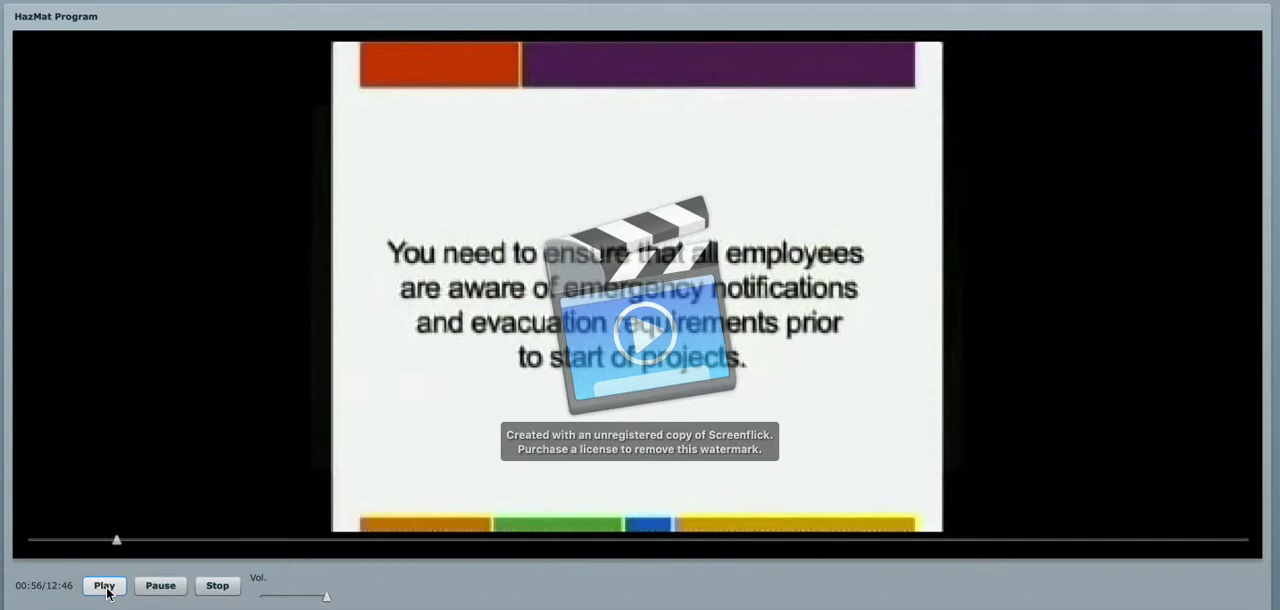 HazMat Program
You need to ensure that all employees
are aware of emergency notifications
and evacuation requirements prior
to start of projects.
Created with an unregistered copy of Screenflick.
Purchase a license to remove this watermark.
00:56/12:46 Play Pause Stop Vol.